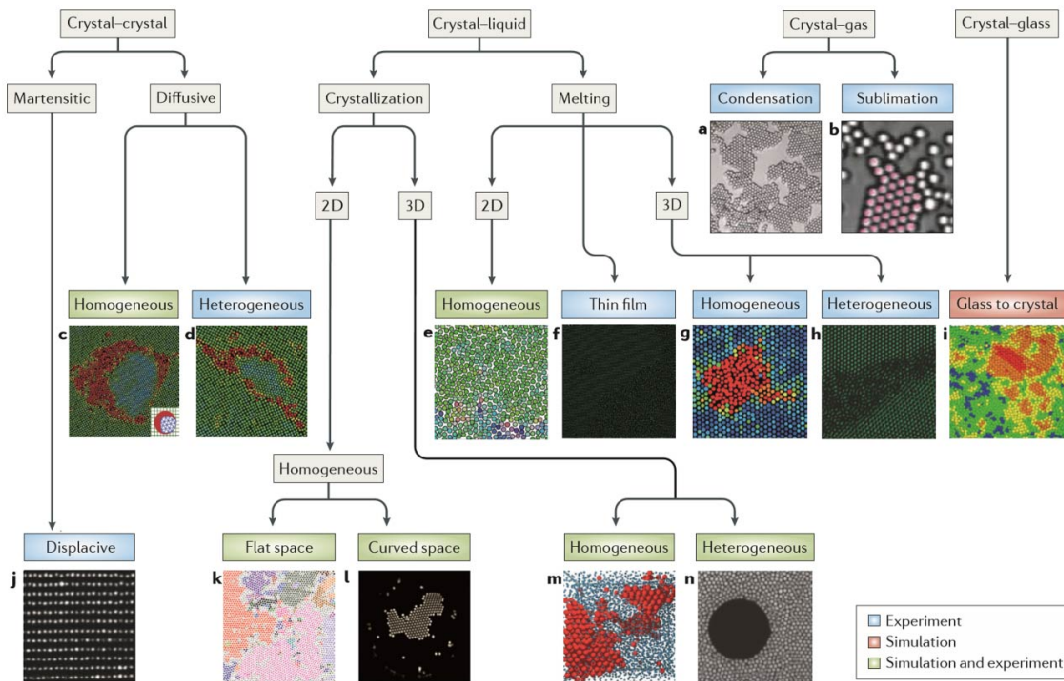 Crystal–crystal
Crystal–liquid
Crystal–gas
Crystal–glass
Martensitic
Diffusive
Crystallization
Melting
Condensation
Sublimation
a
b
2D
3D
2D
3D
Homogeneous
Heterogeneous
Homogeneous
Thin film
Homogeneous
Heterogeneous
Glass to crystal
c
d
e
f
g
h
i
Homogeneous
Displacive
Flat space
Curved space
Homogeneous
Heterogeneous
j
k
l
m
n
Experiment
Simulation
Simulation and experiment